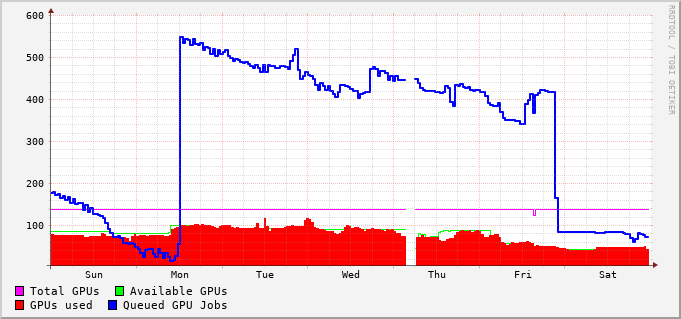 600
500
400
300
200
100
Sun Mon Tue Wed Thu Fri Sat
Total GPUs Available GPUs
GPUs used Queued GPU Jobs
RRDTOOL / TOBI OETIKER